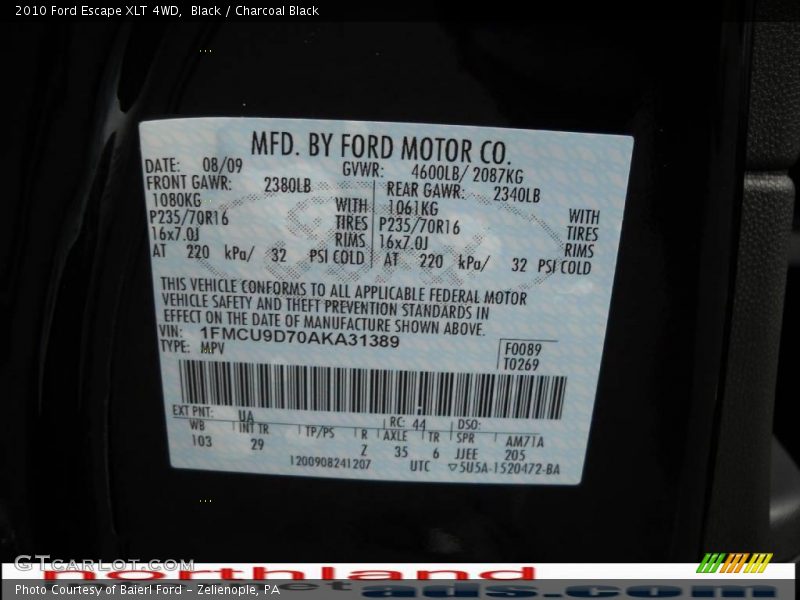 2010 Ford Escape XLT 4WD, Black / Charcoal Black
MFD. BY FORD MOTOR CO.
DATE: 08/09 GVWR: 4600LB/ 2087KG
FRONT GAWR: 2380LB REAR GAWR: 2340LB
1080KG WITH 1061KG WITH
P235/70R16 TIRES P235/70R16 TIRES
16x7.0J RIMS 16x7.0J RIMS
AT 220 kPa/ 32 PSI COLD AT 220 kPa/ 32 PSI COLD
THIS VEHICLE CONFORMS TO ALL APPLICABLE FEDERAL MOTOR
VEHICLE SAFETY AND THEFT PREVENTION STANDARDS IN
EFFECT ON THE DATE OF MANUFACTURE SHOWN ABOVE.
VIN: 1FMCU9D70AKA31389
TYPE: MPV F0089
T0269
EXT PNT: UA RC: 44 DSO:
WB INT TR TP/PS R AXLE TR SPR AM71A
103 29 Z 35 6 JJEE 205
1200908241207 UTC ▽5U5A-1520472-BA
GTCarLot.com
northland
ads.com
Photo Courtesy of Baierl Ford - Zelienople, PA